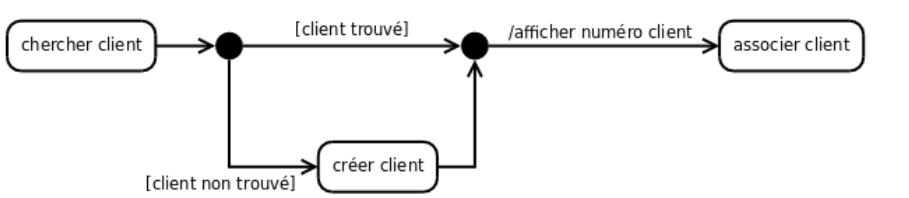 [client trouvé]
/afficher numéro client
chercher client
associer client
créer client
[client non trouvé]